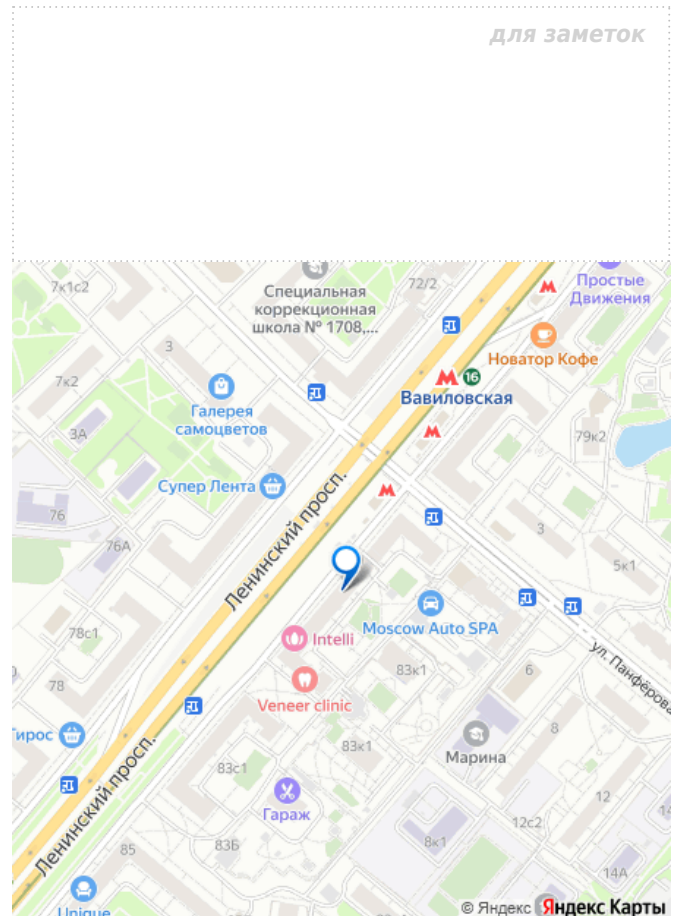 для заметок
7к1с2
Специальная
коррекционная
школа № 1708,...
72/2
Простые
Движения
3
Новатор Кофе
7к2
16
Вавиловская
Галерея
самоцветов
3А
79к2
Супер Лента
Ленинский просп.
76
76А
3
5к1
Moscow Auto SPA
78с1
Intelli
ул. Панфёрова
83к1
6
78
Veneer clinic
8
83к1
Марина
Ленинский просп.
83с1
Гараж
12
14
12с2
85
83Б
8к1
14А
Unique
© Яндекс Яндекс Карты